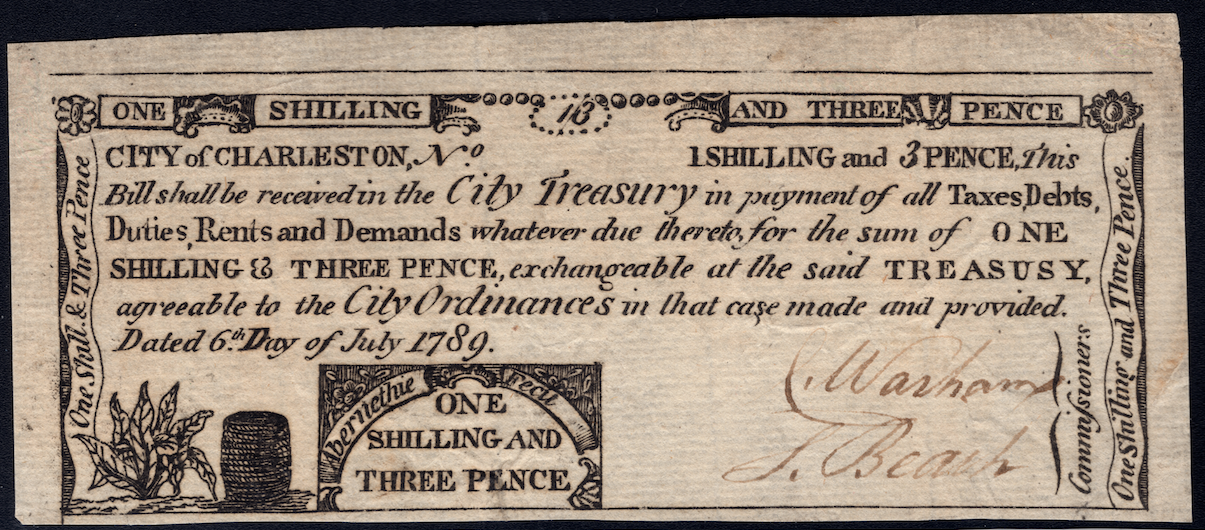 ONE SHILLING 13 AND THREE PENCE
CITY of CHARLESTON, No. 1 SHILLING and 3 PENCE, This
Bill shall be received in the City Treasury in payment of all Taxes, Debts,
Duties, Rents and Demands whatever due thereto, for the sum of ONE
SHILLING & THREE PENCE, exchangeable at the said TREASUSY,
agreeable to the City Ordinances in that case made and provided.
Dated 6.th Day of July 1789.
One Shill. & Three Pence
Abernethie fecit
ONE
SHILLING AND
THREE PENCE
C. Warham
J. Beach
Commissioners
One Shilling and Three Pence.